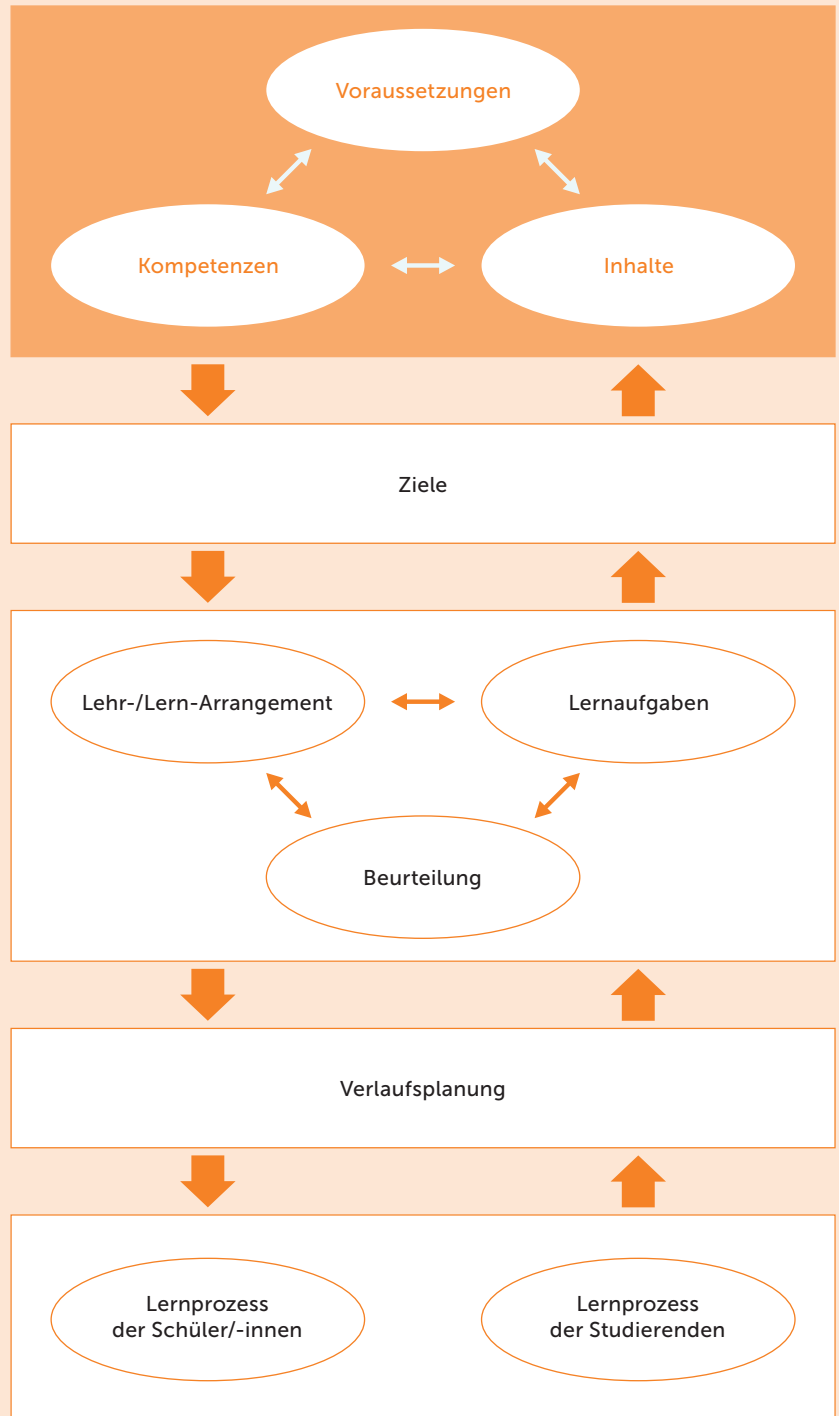 Voraussetzungen
Kompetenzen
Inhalte
Ziele
Lehr-/Lern-Arrangement
Lernaufgaben
Beurteilung
Verlaufsplanung
Lernprozess
der Schüler/-innen
Lernprozess
der Studierenden